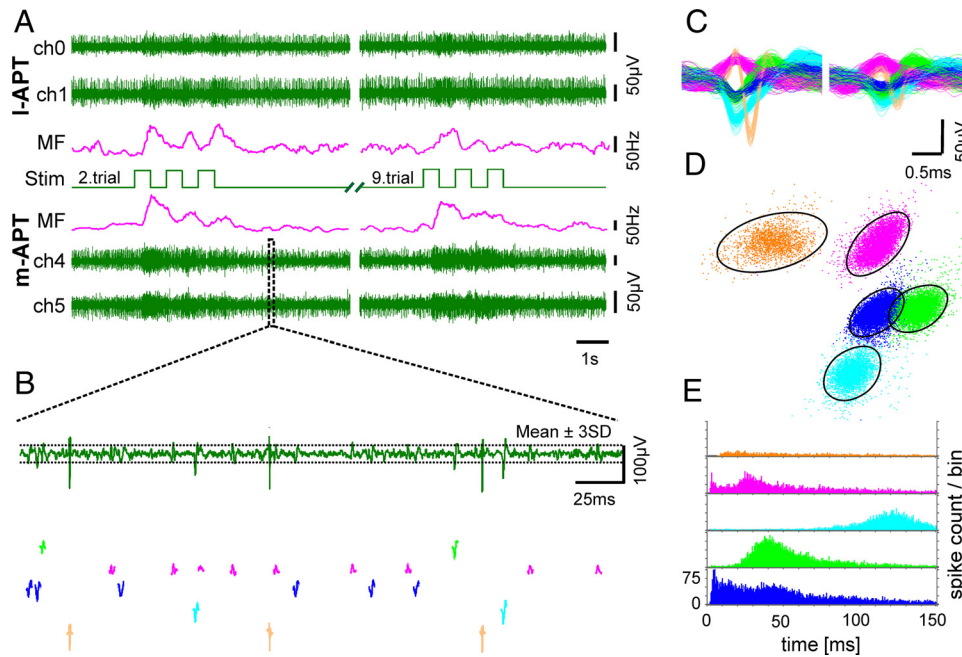 A
l-APT
ch0
50µV
ch1
MF
50Hz
Stim
2.trial
9.trial
m-APT
MF
50Hz
ch4
ch5
50µV
1s
B
Mean ± 3SD
100µV
25ms
C
50µV
0.5ms
D
E
spike count / bin
75
0
0
50
100
150
time [ms]